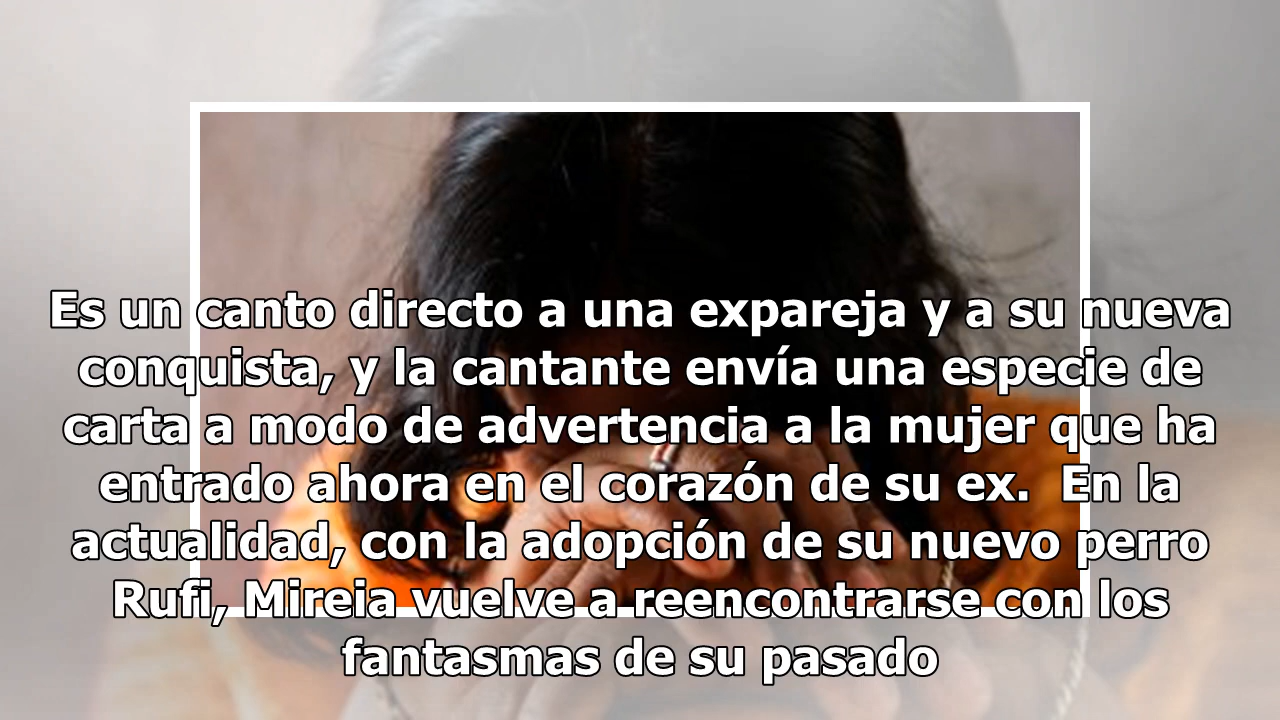 Es un canto directo a una expareja y a su nueva
conquista, y la cantante envía una especie de
carta a modo de advertencia a la mujer que ha
entrado ahora en el corazón de su ex.  En la
actualidad, con la adopción de su nuevo perro
Rufi, Mireia vuelve a reencontrarse con los
fantasmas de su pasado